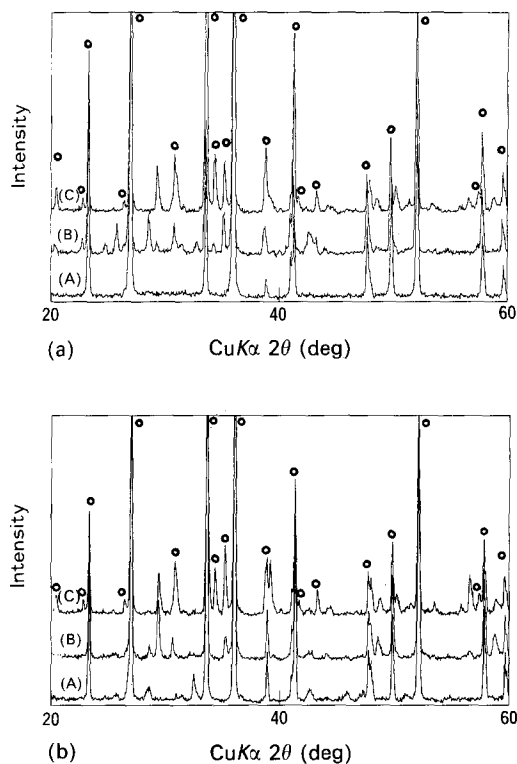 Intensity
(C)
(B)
(A)
20 40 60
(a) CuKα 2θ (deg)
Intensity
(C)
(B)
(A)
20 40 60
(b) CuKα 2θ (deg)